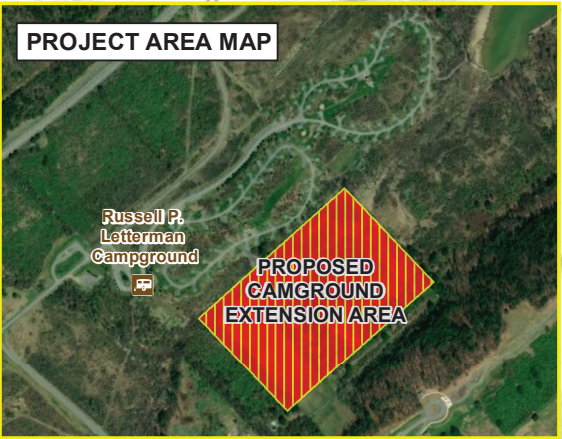 PROJECT AREA MAP
Russell P.
Letterman
Campground
PROPOSED
CAMGROUND
EXTENSION AREA